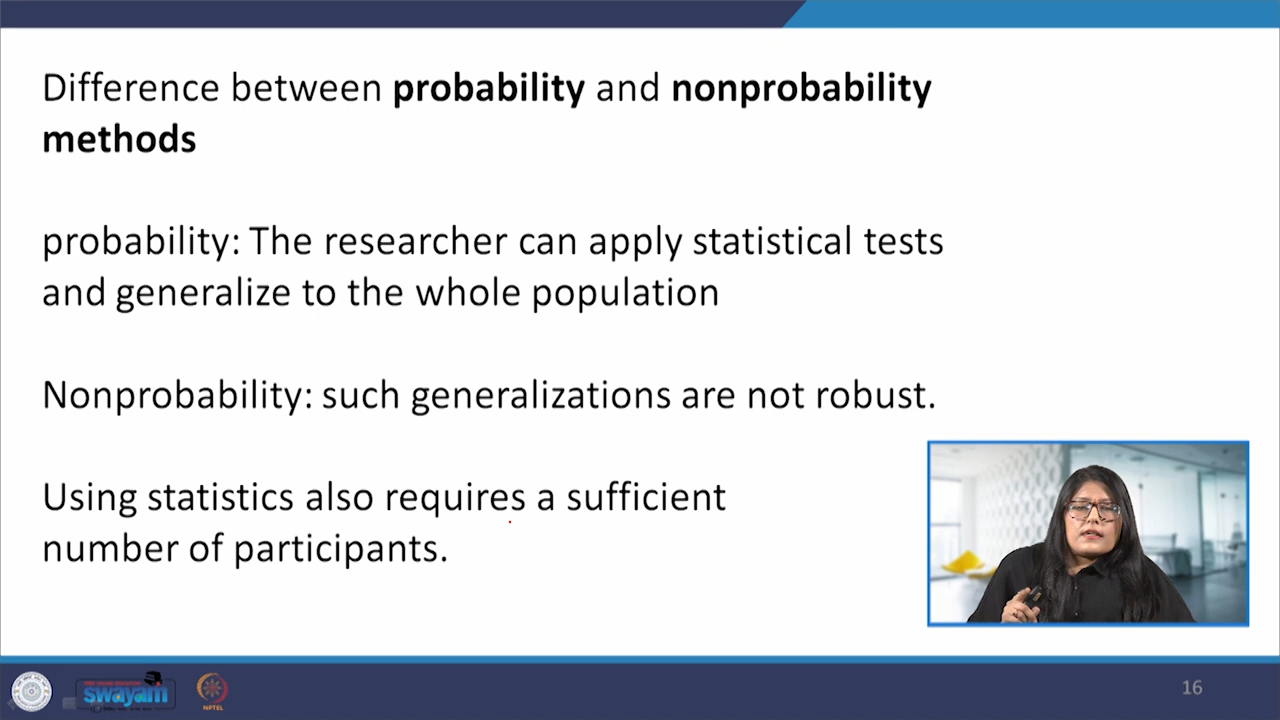 Difference between probability and nonprobability
methods
probability: The researcher can apply statistical tests
and generalize to the whole population
Nonprobability: such generalizations are not robust.
Using statistics also requires a sufficient
number of participants.
swayam
NPTEL
16